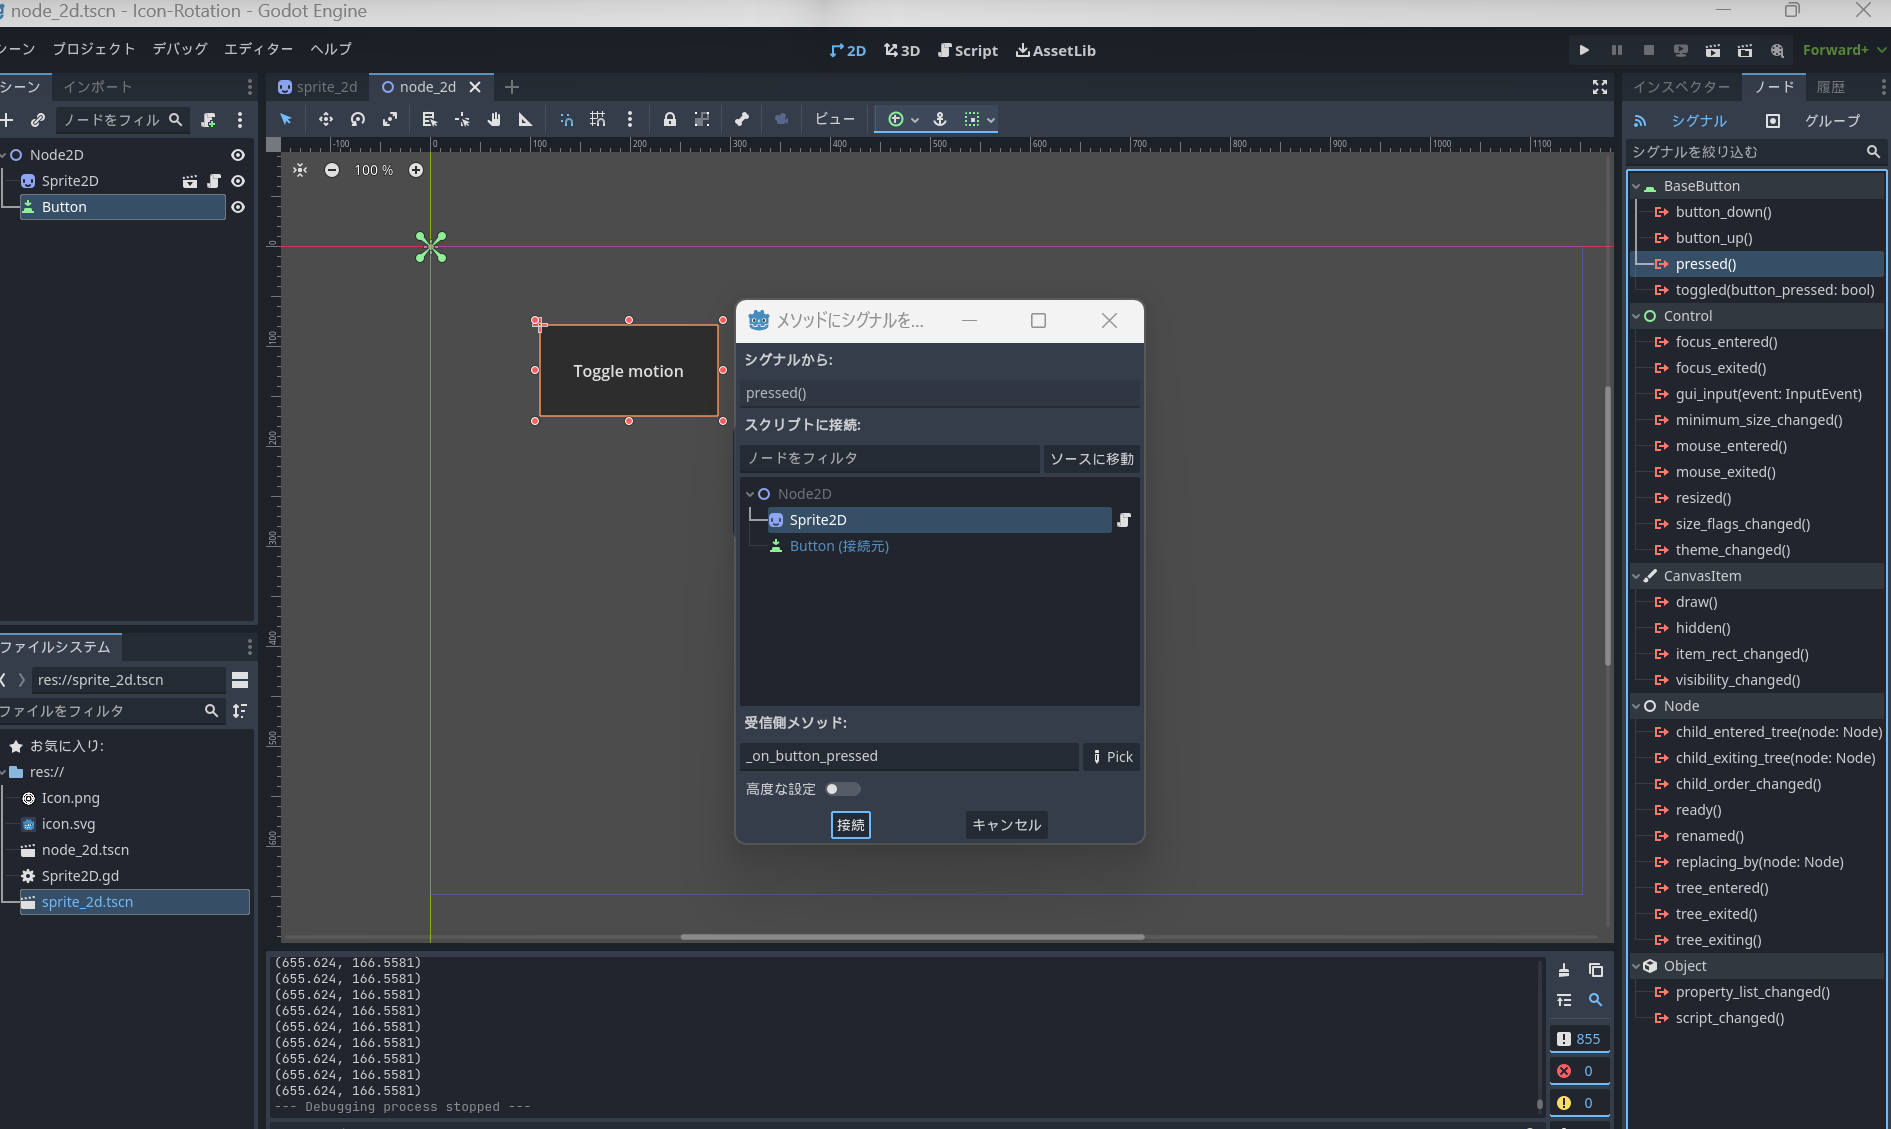 node_2d.tscn - Icon-Rotation - Godot Engine
シーン プロジェクト デバッグ エディター ヘルプ
2D 3D Script AssetLib
Forward+
シーン インポート
sprite_2d node_2d
インスペクター ノード 履歴
ノードをフィル
ビュー
シグナル グループ
シグナルを絞り込む
Node2D
Sprite2D
Button
-100 0 100 200 300 400 500 600 700 800 900 1000 1100
100 %
0
100
200
300
400
500
600
Toggle motion
メソッドにシグナルを...
シグナルから:
pressed()
スクリプトに接続:
ノードをフィルタ ソースに移動
Node2D
Sprite2D
Button (接続元)
受信側メソッド:
_on_button_pressed Pick
高度な設定
接続 キャンセル
ファイルシステム
res://sprite_2d.tscn
ファイルをフィルタ
お気に入り:
res://
Icon.png
icon.svg
node_2d.tscn
Sprite2D.gd
sprite_2d.tscn
(655.624, 166.5581)
(655.624, 166.5581)
(655.624, 166.5581)
(655.624, 166.5581)
(655.624, 166.5581)
(655.624, 166.5581)
(655.624, 166.5581)
(655.624, 166.5581)
(655.624, 166.5581)
--- Debugging process stopped ---
855
0
0
BaseButton
button_down()
button_up()
pressed()
toggled(button_pressed: bool)
Control
focus_entered()
focus_exited()
gui_input(event: InputEvent)
minimum_size_changed()
mouse_entered()
mouse_exited()
resized()
size_flags_changed()
theme_changed()
CanvasItem
draw()
hidden()
item_rect_changed()
visibility_changed()
Node
child_entered_tree(node: Node)
child_exiting_tree(node: Node)
child_order_changed()
ready()
renamed()
replacing_by(node: Node)
tree_entered()
tree_exited()
tree_exiting()
Object
property_list_changed()
script_changed()